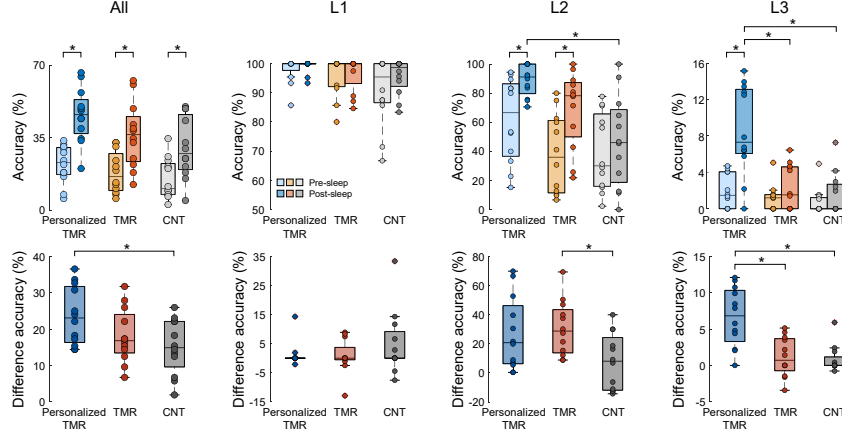 All
L1
L2
L3
Accuracy (%)
70
35
0
*
*
*
Personalized
TMR
TMR
CNT
Accuracy (%)
100
90
80
70
60
50
Pre-sleep
Post-sleep
Personalized
TMR
TMR
CNT
Accuracy (%)
100
80
60
40
20
0
*
*
*
Personalized
TMR
TMR
CNT
Accuracy (%)
16
12
8
4
0
*
*
*
Personalized
TMR
TMR
CNT
Difference accuracy (%)
40
30
20
10
0
*
Personalized
TMR
TMR
CNT
Difference accuracy (%)
35
25
15
5
-5
-15
Personalized
TMR
TMR
CNT
Difference accuracy (%)
80
60
40
20
0
-20
*
Personalized
TMR
TMR
CNT
Difference accuracy (%)
15
10
5
0
-5
*
*
Personalized
TMR
TMR
CNT